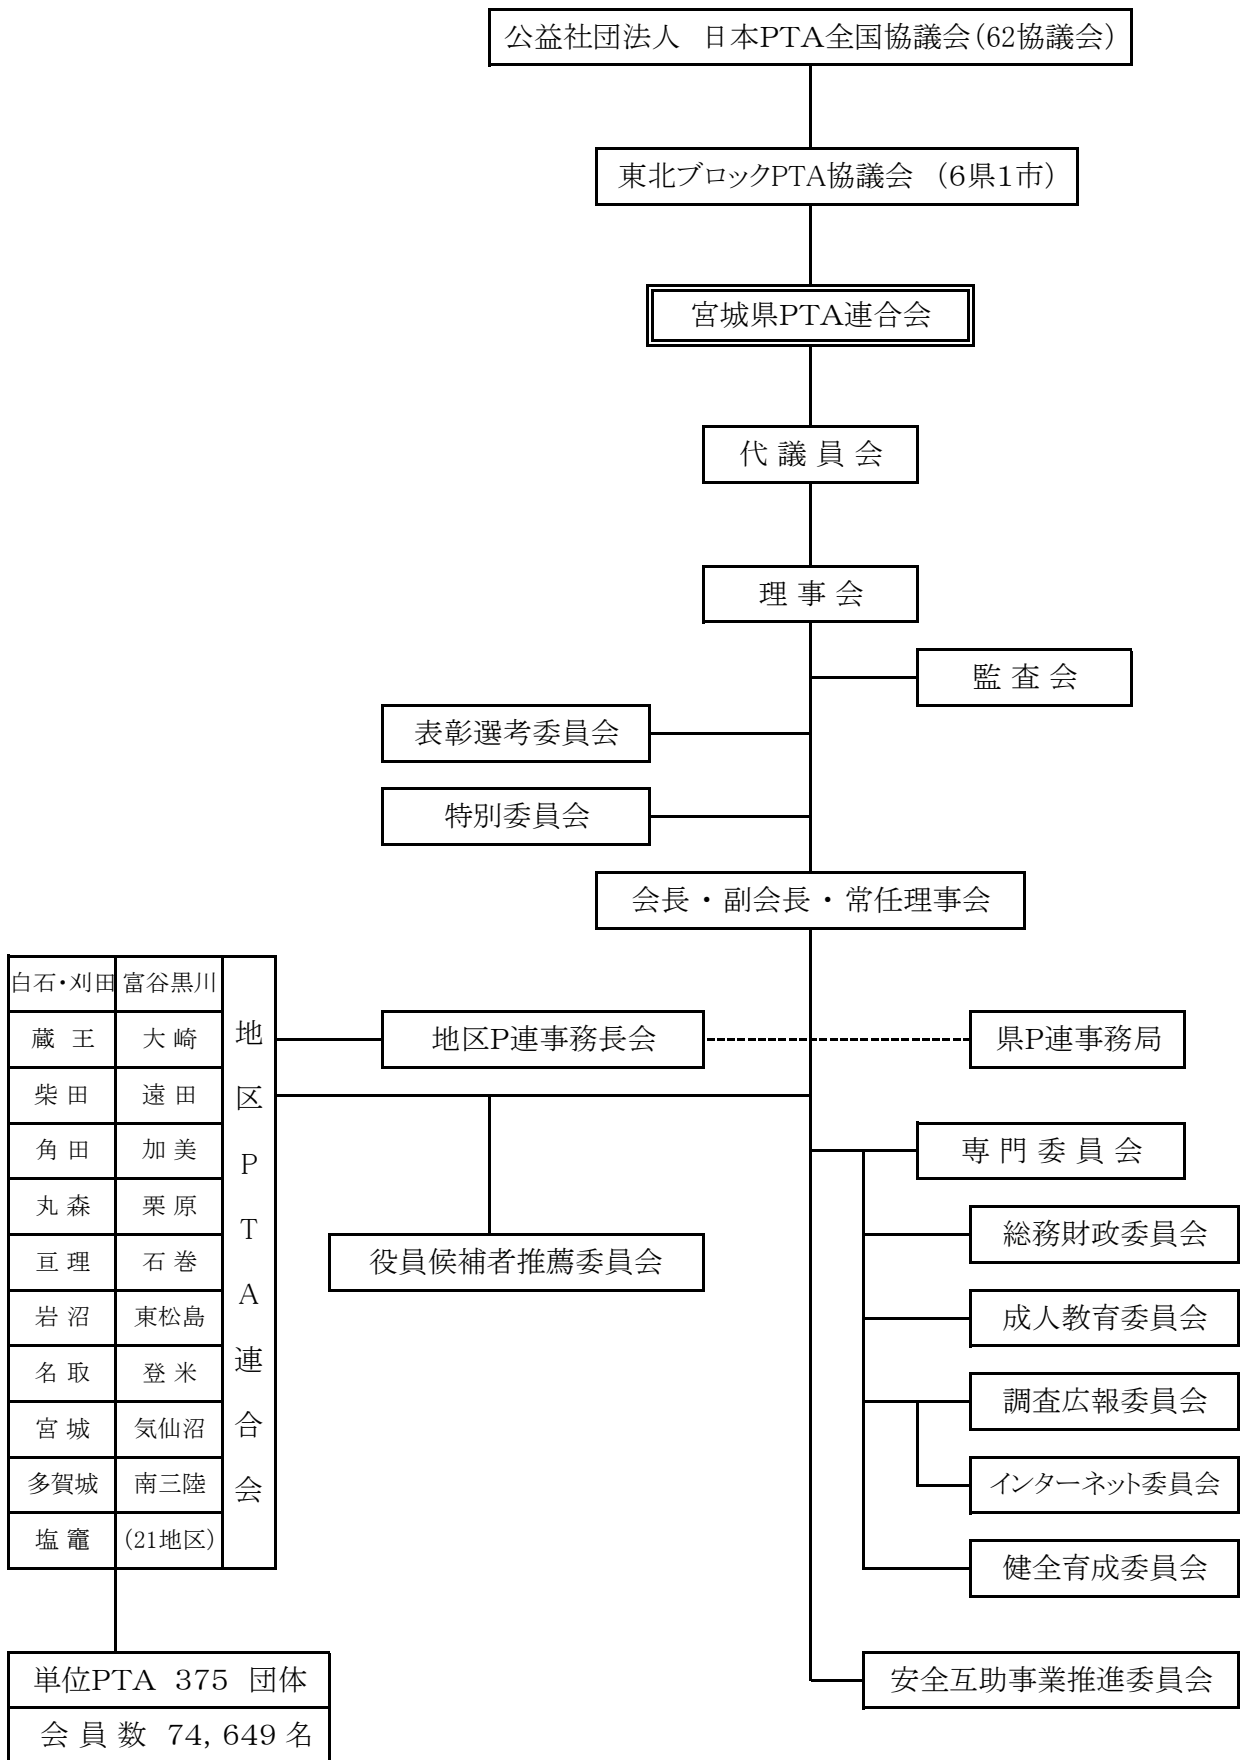 公益社団法人　日本PTA全国協議会(62協議会)
東北ブロックPTA協議会　(6県1市)
宮城県PTA連合会
代 議 員 会
理 事 会
監 査 会
表彰選考委員会
特別委員会
会長・副会長・常任理事会
白石・刈田 富谷黒川
蔵 王 大 崎
柴 田 遠 田
角 田 加 美
丸 森 栗 原
亘 理 石 巻
岩 沼 東松島
名 取 登 米
宮 城 気仙沼
多賀城 南三陸
塩 竈 (21地区)
地区PTA連合会
地区P連事務長会
県P連事務局
専 門 委 員 会
役員候補者推薦委員会
総務財政委員会
成人教育委員会
調査広報委員会
インターネット委員会
健全育成委員会
安全互助事業推進委員会
単位PTA 375 団体
会 員 数 74,649 名